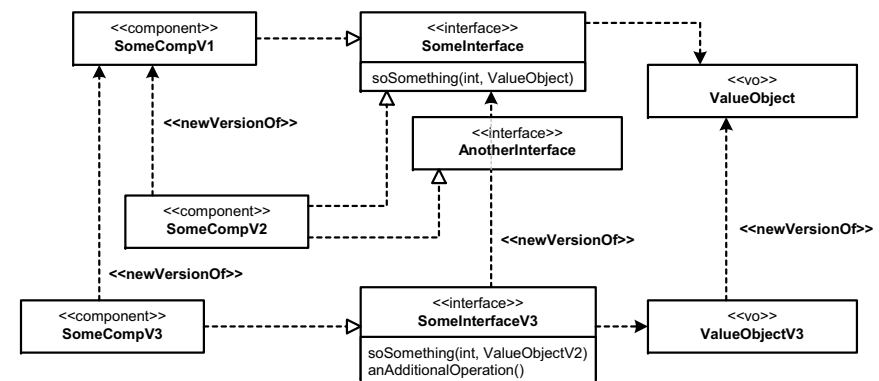 <<component>>
SomeCompV1
<<interface>>
SomeInterface
soSomething(int, ValueObject)
<<vo>>
ValueObject
<<newVersionOf>>
<<interface>>
AnotherInterface
<<component>>
SomeCompV2
<<newVersionOf>>
<<newVersionOf>>
<<newVersionOf>>
<<component>>
SomeCompV3
<<interface>>
SomeInterfaceV3
soSomething(int, ValueObjectV2)
anAdditionalOperation()
<<vo>>
ValueObjectV3